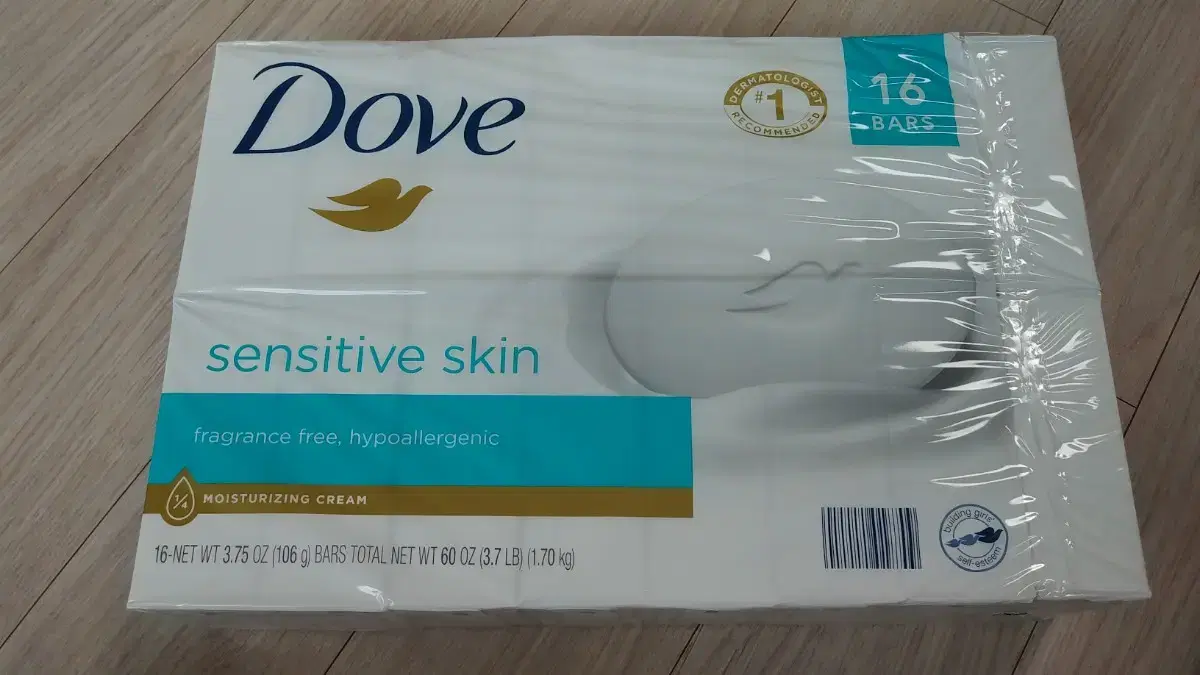 Dove
DERMATOLOGIST
#1
RECOMMENDED
16
BARS
sensitive skin
fragrance free, hypoallergenic
1/4 MOISTURIZING CREAM
16-NET WT 3.75 OZ (106 g) BARS TOTAL NET WT 60 OZ (3.7 LB) (1.70 kg)
building girls'
self-esteem